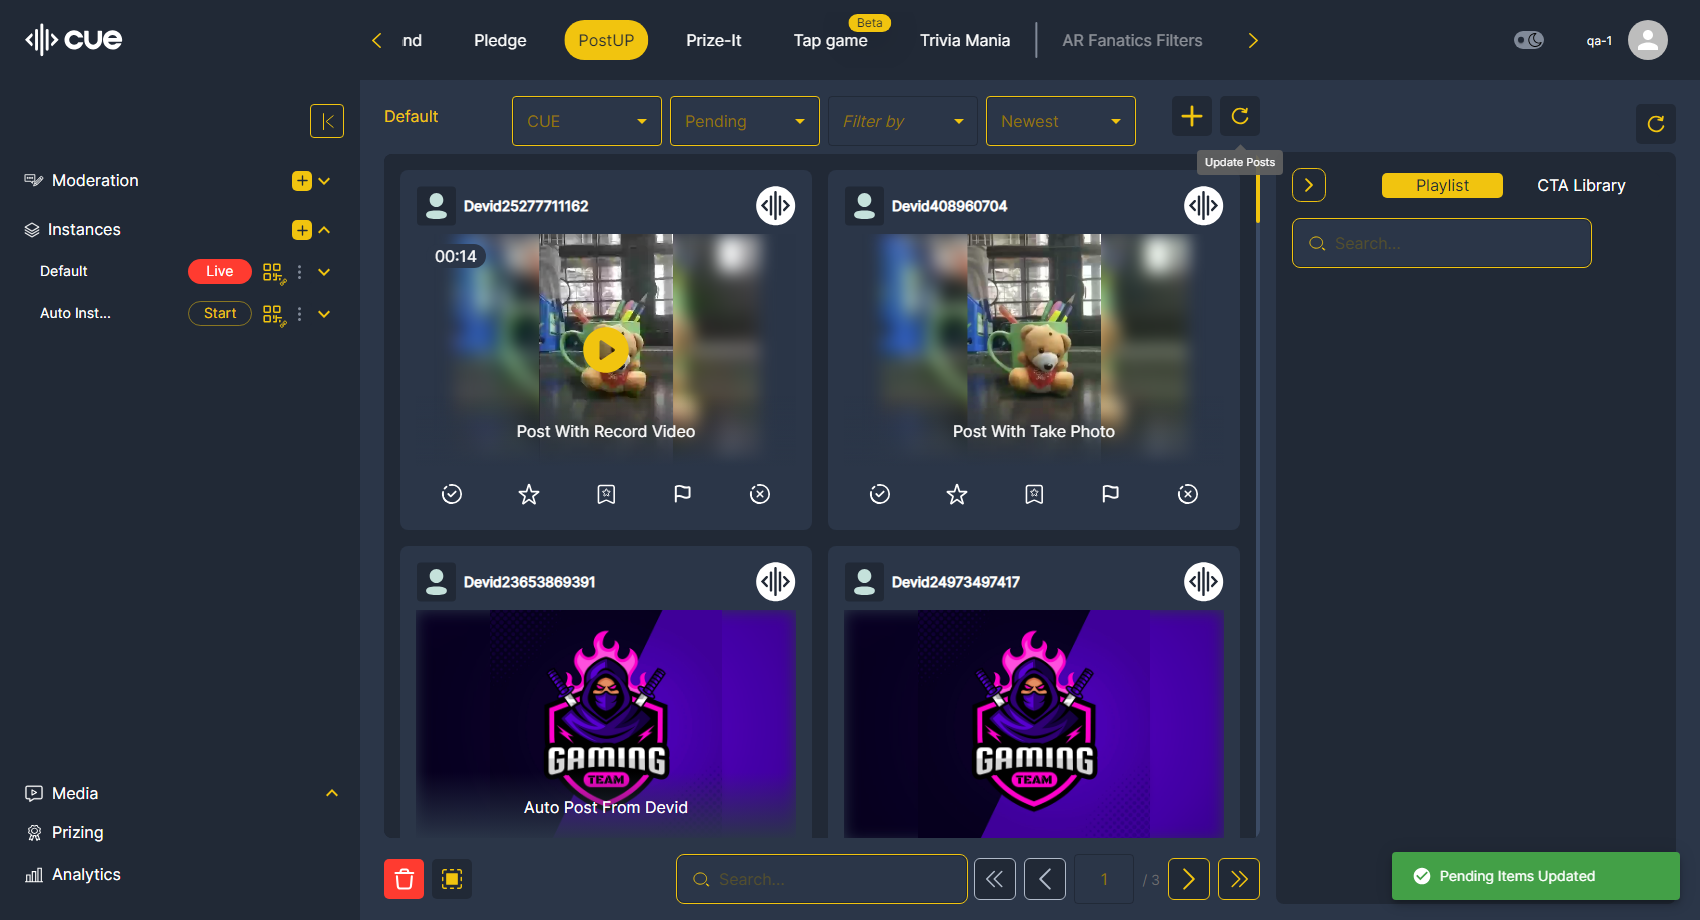 cue
nd
Pledge
PostUP
Prize-It
Beta
Tap game
Trivia Mania
AR Fanatics Filters
qa-1
Default
CUE
Pending
Filter by
Newest
Update Posts
Moderation
Instances
Default
Live
Auto Inst...
Start
Devid25277711162
00:14
Post With Record Video
Devid408960704
Post With Take Photo
Playlist
CTA Library
Search...
Devid23653869391
GAMING
TEAM
Auto Post From Devid
Devid24973497417
GAMING
TEAM
Media
Prizing
Analytics
Search...
1
/ 3
Pending Items Updated